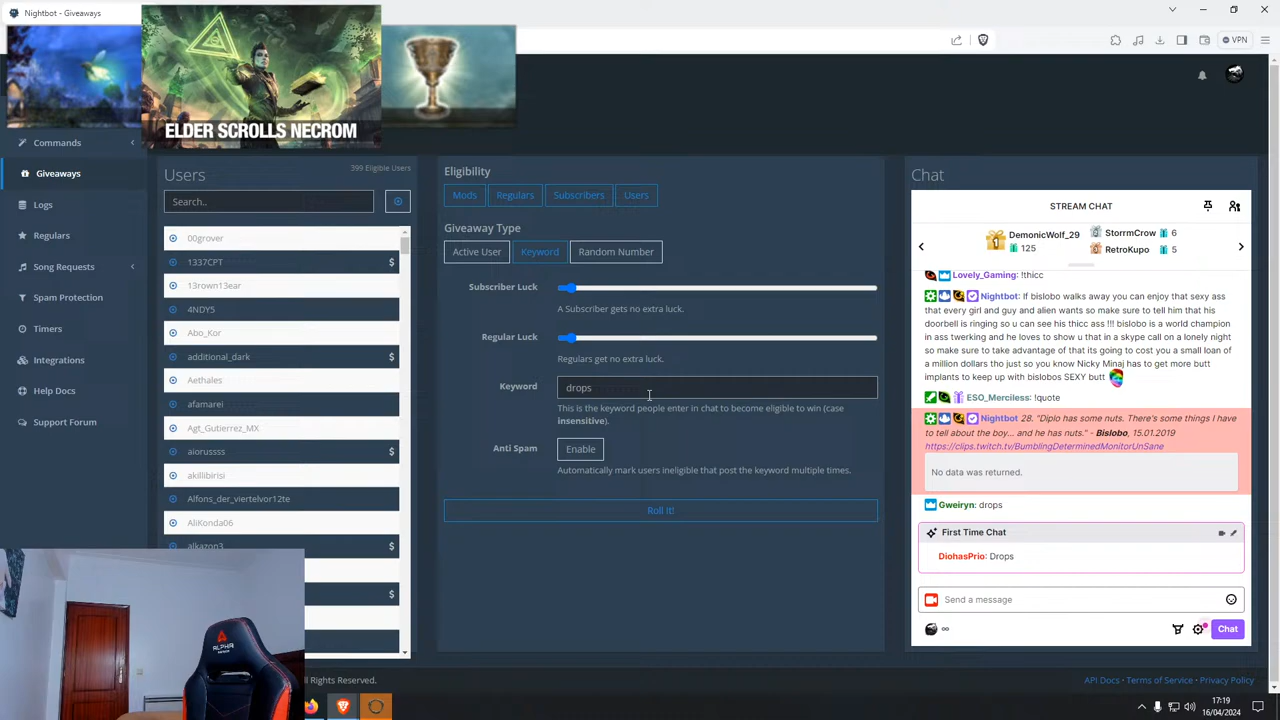 Nightbot - Giveaways
VPN
ELDER SCROLLS NECROM
Commands
Giveaways
Logs
Regulars
Song Requests
Spam Protection
Timers
Integrations
Help Docs
Support Forum
Users
399 Eligible Users
Search..
00grover
1337CPT
$
13rown13ear
4NDY5
Abo_Kor
additional_dark
$
Aethales
afamarei
Agt_Gutierrez_MX
aiorussss
$
akillibirisi
Alfons_der_viertelvor12te
AliKonda06
alkazon3
$
$
Eligibility
Mods
Regulars
Subscribers
Users
Giveaway Type
Active User
Keyword
Random Number
Subscriber Luck
A Subscriber gets no extra luck.
Regular Luck
Regulars get no extra luck.
Keyword
drops
This is the keyword people enter in chat to become eligible to win (case
insensitive).
Anti Spam
Enable
Automatically mark users ineligible that post the keyword multiple times.
Roll It!
Chat
STREAM CHAT
DemonicWolf_29
125
StorrmCrow 6
RetroKupo 5
Lovely_Gaming: !thicc
Nightbot: If bislobo walks away you can enjoy that sexy ass
that every girl and guy and alien wants so make sure to tell him that his
doorbell is ringing so u can see his thicc ass !!! bislobo is a world champion
in ass twerking and he loves to show u that in a skype call on a lonely night
so make sure to take advantage of that its going to cost you a small loan of
a million dollars tho just so you know Nicky Minaj has to get more butt
implants to keep up with bislobos SEXY butt
ESO_Merciless: !quote
Nightbot 28. "Diplo has some nuts. There's some things I have
to tell about the boy... and he has nuts." - Bislobo, 15.01.2019
https://clips.twitch.tv/BumblingDeterminedMonitorUnSane
No data was returned.
Gweiryn: drops
First Time Chat
DiohasPrio: Drops
Send a message
∞
Chat
ALPHA
ll Rights Reserved.
API Docs · Terms of Service · Privacy Policy
17:19
16/04/2024